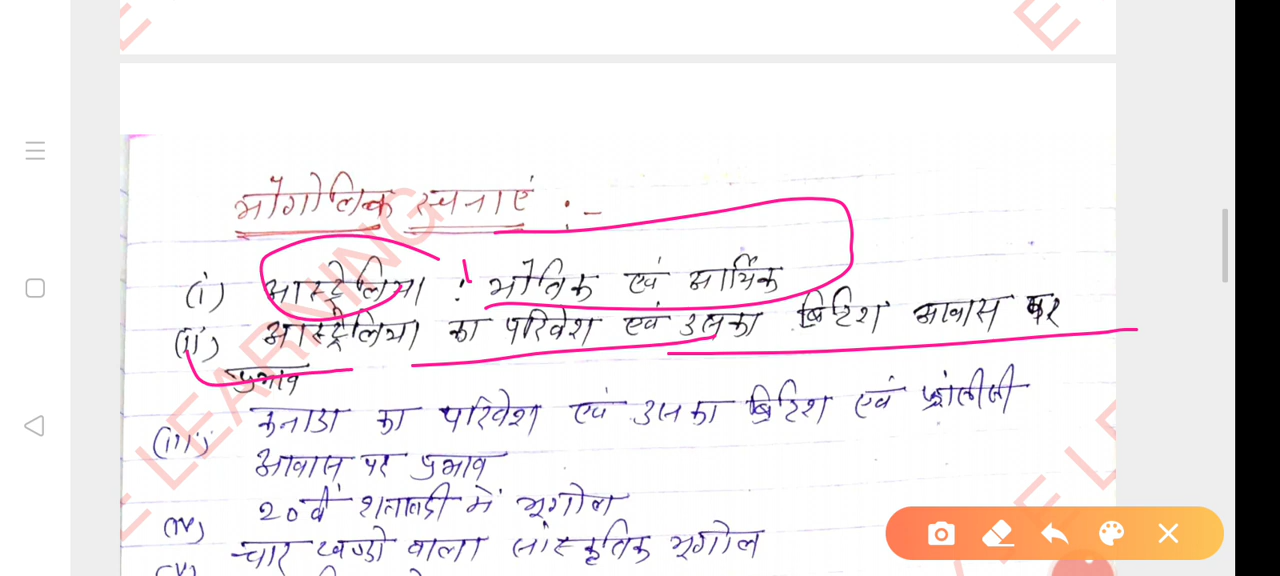 भौगोलिक रचनाएं :-
(i) आस्ट्रेलिया : भौतिक एवं आर्थिक
(ii) आस्ट्रेलिया का परिवेश एवं उसका ब्रिटिश आवास पर
प्रभाव
(iii) कनाडा का परिवेश एवं उसका ब्रिटिश एवं फ्रांसीसी
आवास पर प्रभाव
(iv) 20वीं शताब्दी में भूगोल
(v) चार खण्डो वाला सांस्कृतिक भूगोल
E LEARNING